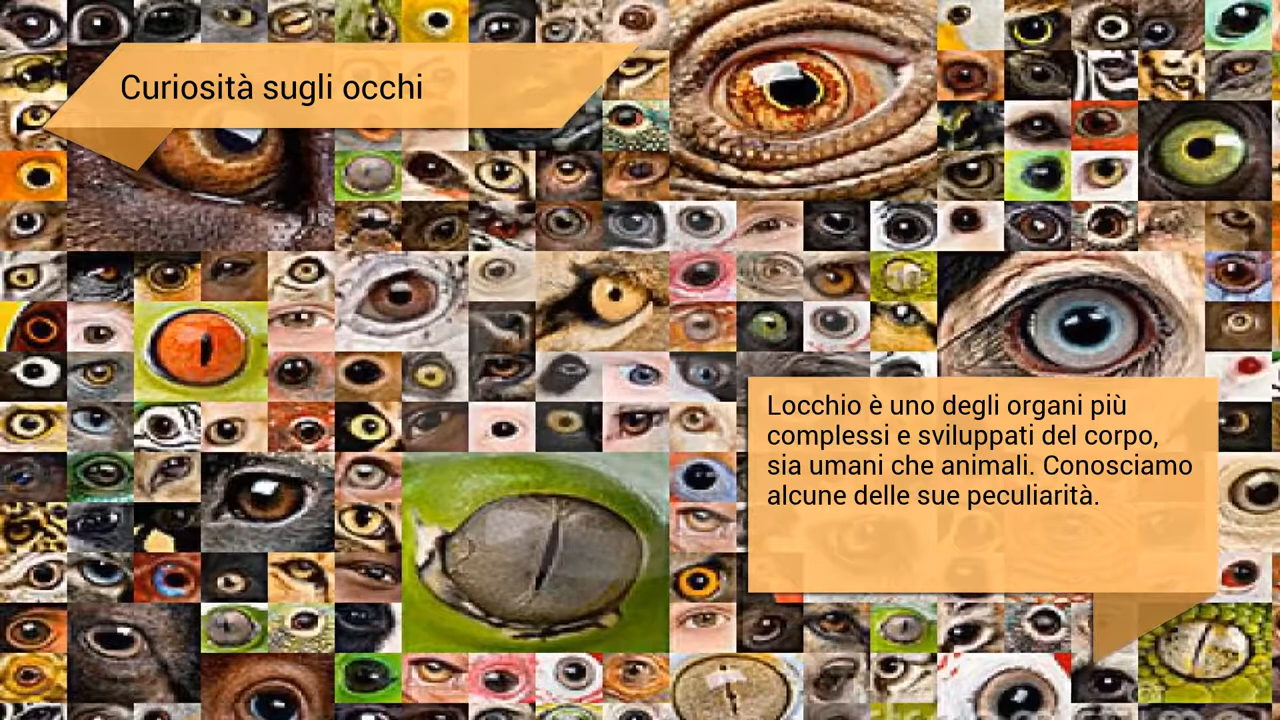 Curiosità sugli occhi
Locchio è uno degli organi più
complessi e sviluppati del corpo,
sia umani che animali. Conosciamo
alcune delle sue peculiarità.